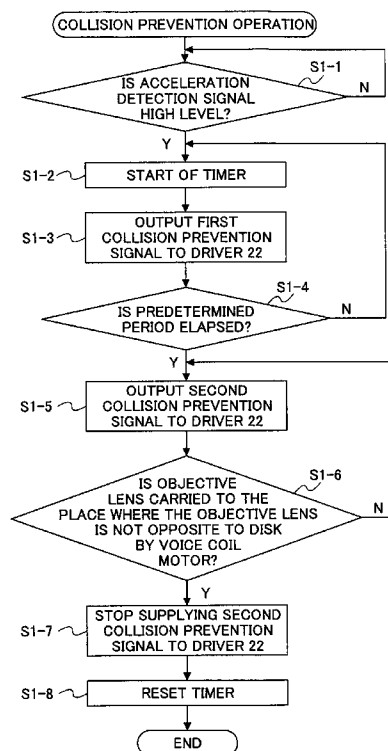 COLLISION PREVENTION OPERATION
S1-1
IS ACCELERATION
DETECTION SIGNAL
HIGH LEVEL?
N
Y
S1-2
START OF TIMER
S1-3
OUTPUT FIRST
COLLISION PREVENTION
SIGNAL TO DRIVER 22
S1-4
IS PREDETERMINED
PERIOD ELAPSED?
N
Y
S1-5
OUTPUT SECOND
COLLISION PREVENTION
SIGNAL TO DRIVER 22
S1-6
IS OBJECTIVE
LENS CARRIED TO THE
PLACE WHERE THE OBJECTIVE LENS
IS NOT OPPOSITE TO DISK
BY VOICE COIL
MOTOR?
N
Y
S1-7
STOP SUPPLYING SECOND
COLLISION PREVENTION
SIGNAL TO DRIVER 22
S1-8
RESET TIMER
END